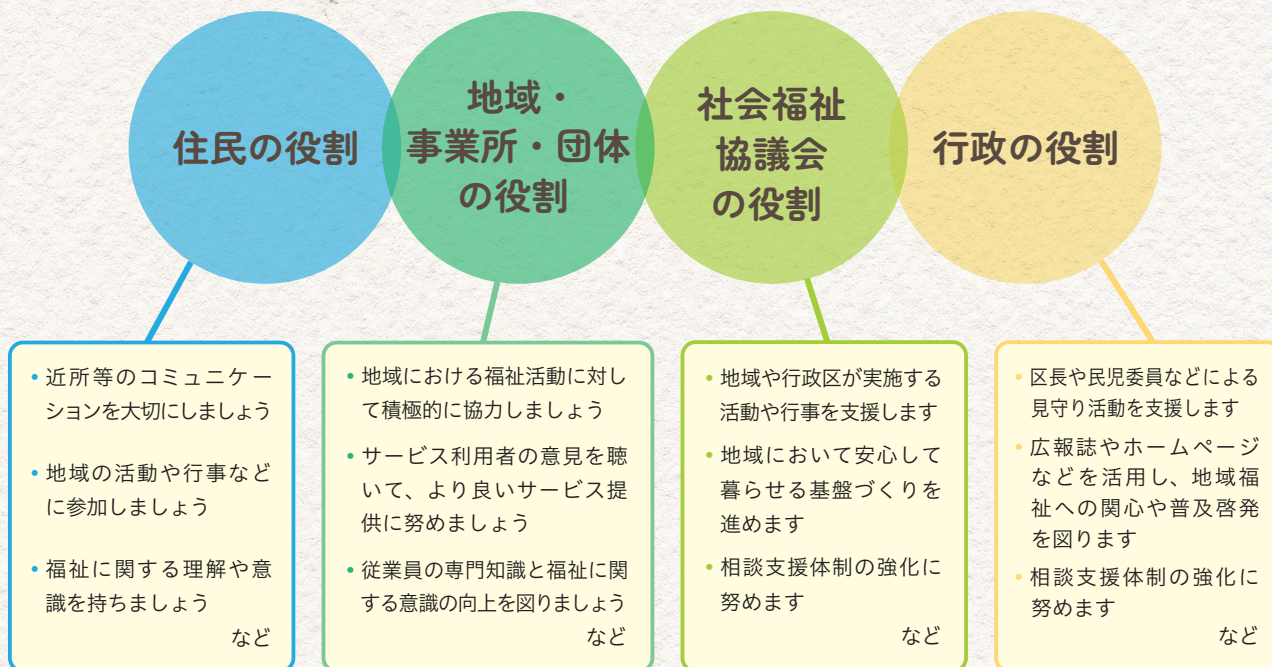 住民の役割
地域・
事業所・団体
の役割
社会福祉
協議会
の役割
行政の役割
• 近所等のコミュニケー
ションを大切にしましょう
• 地域の活動や行事など
に参加しましょう
• 福祉に関する理解や意
識を持ちましょう
など
• 地域における福祉活動に対し
て積極的に協力しましょう
• サービス利用者の意見を聴
いて、より良いサービス提
供に努めましょう
• 従業員の専門知識と福祉に関
する意識の向上を図りましょう
など
• 地域や行政区が実施する
活動や行事を支援します
• 地域において安心して
暮らせる基盤づくりを
進めます
• 相談支援体制の強化に
努めます
など
• 区長や民児委員などによる
見守り活動を支援します
• 広報誌やホームページ
などを活用し、地域福
祉への関心や普及啓発
を図ります
• 相談支援体制の強化に
努めます
など